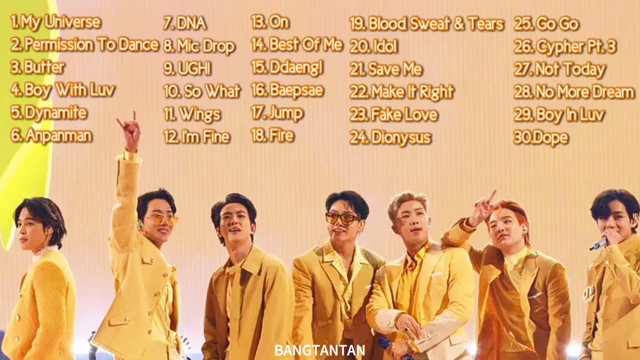 1. My Universe
2. Permission To Dance
3. Butter
4. Boy With Luv
5. Dynamite
6. Anpanman
7. DNA
8. Mic Drop
9. UGH!
10. So What
11. Wings
12. I'm Fine
13. On
14. Best Of Me
15. Ddaeng!
16. Baepsae
17. Jump
18. Fire
19. Blood Sweat & Tears
20. Idol
21. Save Me
22. Make It Right
23. Fake Love
24. Dionysus
25. Go Go
26. Cypher Pt. 3
27. Not Today
28. No More Dream
29. Boy In Luv
30.Dope
BANGTANTAN